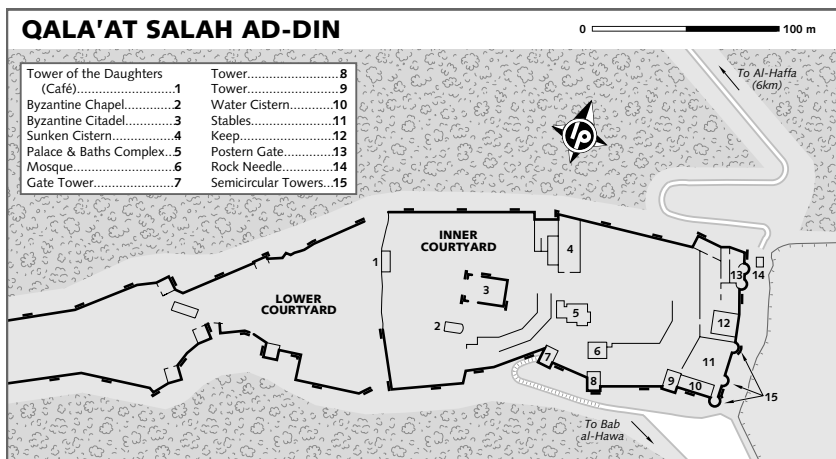 QALA'AT SALAH AD-DIN
0 100 m
Tower of the Daughters
(Café)....................1
Byzantine Chapel........2
Byzantine Citadel........3
Sunken Cistern............4
Palace & Baths Complex...5
Mosque........................6
Gate Tower...................7
Tower.......................8
Tower.......................9
Water Cistern...........10
Stables....................11
Keep........................12
Postern Gate............13
Rock Needle.............14
Semicircular Towers...15
To Al-Haffa
(6km)
lp
INNER
COURTYARD
4
1
13
14
3
LOWER
COURTYARD
5
2
12
6
7
11
8
9
10
15
To Bab
al-Hawa